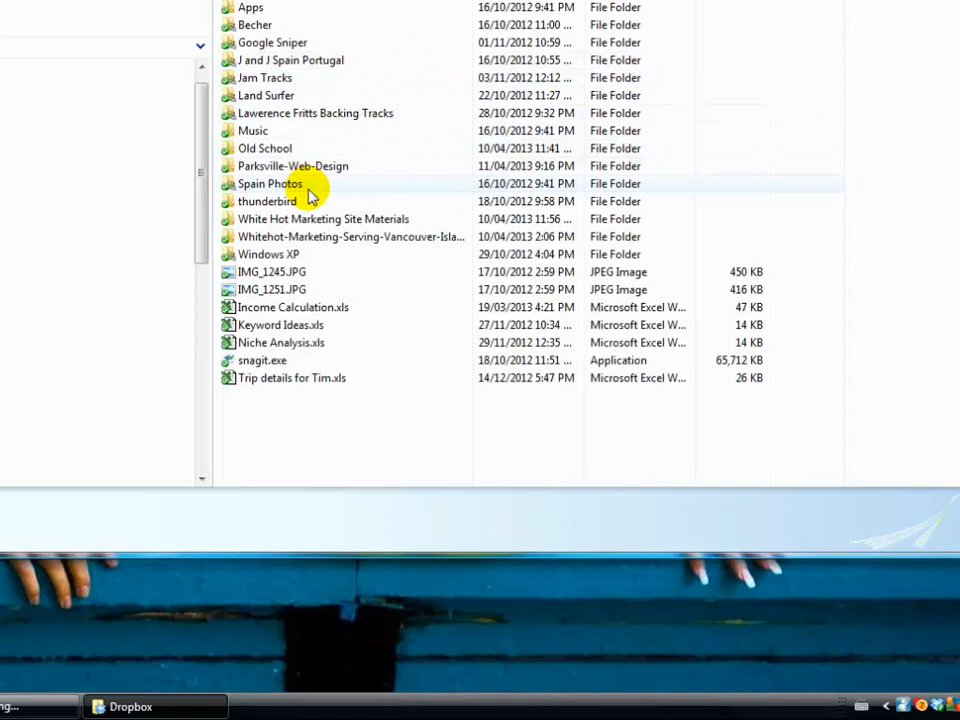 Apps 16/10/2012 9:41 PM File Folder
Becher 16/10/2012 11:00 ... File Folder
Google Sniper 01/11/2012 10:59 ... File Folder
J and J Spain Portugal 16/10/2012 10:55 ... File Folder
Jam Tracks 03/11/2012 12:12 ... File Folder
Land Surfer 22/10/2012 11:27 ... File Folder
Lawerence Fritts Backing Tracks 28/10/2012 9:32 PM File Folder
Music 16/10/2012 9:41 PM File Folder
Old School 10/04/2013 11:41 ... File Folder
Parksville-Web-Design 11/04/2013 9:16 PM File Folder
Spain Photos 16/10/2012 9:41 PM File Folder
thunderbird 18/10/2012 9:58 PM File Folder
White Hot Marketing Site Materials 10/04/2013 11:56 ... File Folder
Whitehot-Marketing-Serving-Vancouver-Isla... 10/04/2013 2:06 PM File Folder
Windows XP 29/10/2012 4:04 PM File Folder
IMG_1245.JPG 17/10/2012 2:59 PM JPEG Image 450 KB
IMG_1251.JPG 17/10/2012 2:59 PM JPEG Image 416 KB
Income Calculation.xls 19/03/2013 4:21 PM Microsoft Excel W... 47 KB
Keyword Ideas.xls 27/11/2012 10:34 ... Microsoft Excel W... 14 KB
Niche Analysis.xls 29/11/2012 12:35 ... Microsoft Excel W... 14 KB
snagit.exe 18/10/2012 11:51 ... Application 65,712 KB
Trip details for Tim.xls 14/12/2012 5:47 PM Microsoft Excel W... 26 KB
ng... Dropbox